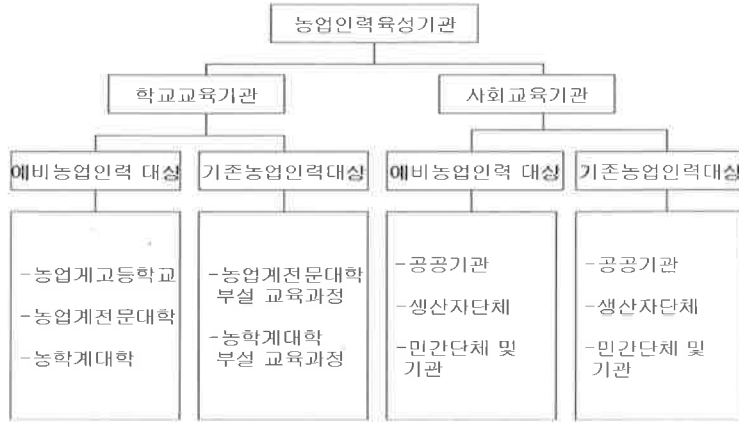 농업인력육성기관
학교교육기관
사회교육기관
예비농업인력 대상
기존농업인력대상
예비농업인력 대상
기존농업인력대상
-농업계고등학교
-농업계전문대학
-농학계대학
-농업계전문대학
부설 교육과정
-농학계대학
부설 교육과정
-공공기관
-생산자단체
-민간단체 및
기관
-공공기관
-생산자단체
-민간단체 및
기관